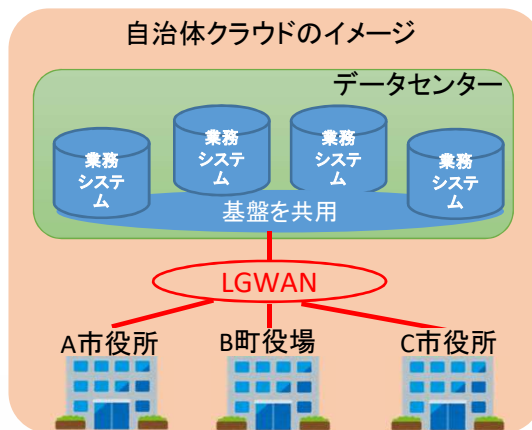 自治体クラウドのイメージ
データセンター
業務
システ
ム
業務
システ
ム
業務
システ
ム
業務
システ
ム
基盤を共用
LGWAN
A市役所
B町役場
C市役所